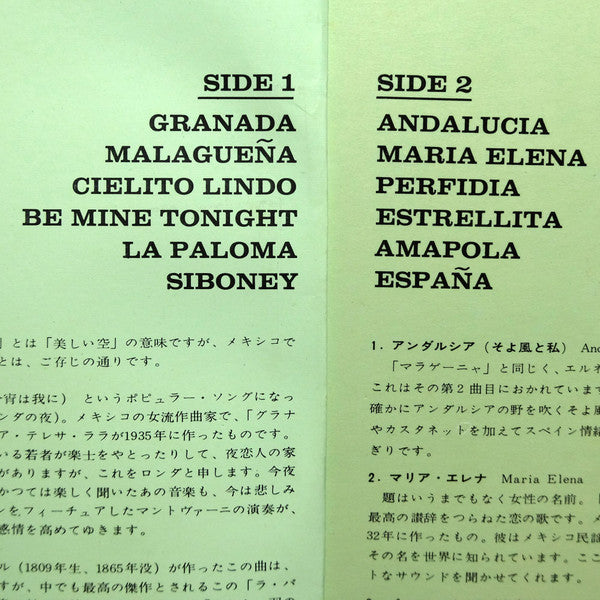 SIDE 1
GRANADA
MALAGUEÑA
CIELITO LINDO
BE MINE TONIGHT
LA PALOMA
SIBONEY
とは「美しい空」の意味ですが、メキシコで
とは、ご存じの通りです。
宵は我に） というポピュラー・ソングになっ
ンダの夜）。メキシコの女流作曲家で、「グラナ
ア・テレサ・ララが1935年に作ったものです。
いる若者が楽士をやとったりして、夜恋人の家
がありますが、これをロンダと申します。今夜
かつては楽しく聞いたあの音楽も、今は悲しみ
ンをフィーチュアしたマントヴァーニの演奏が、
感情を高めてゆきます。
ル (1809年生、1865年没) が作ったこの曲は、
すが、中でも最高の傑作とされるこの「ラ・パ
SIDE 2
ANDALUCIA
MARIA ELENA
PERFIDIA
ESTRELLITA
AMAPOLA
ESPAÑA
1．アンダルシア（そよ風と私） And
「マラゲーニャ」と同じく、エルネ
これはその第2曲目におかれています
確かにアンダルシアの野を吹くそよ風
やカスタネットを加えてスペイン情緒
ぎりです。
2．マリア・エレナ Maria Elena
題はいうまでもなく女性の名前。
最高の讃辞をつらねた恋の歌です。メ
32年に作ったもの。彼はメキシコ民謡
その名を世界に知られています。ここ
トなサウンドを聞かせてくれます。